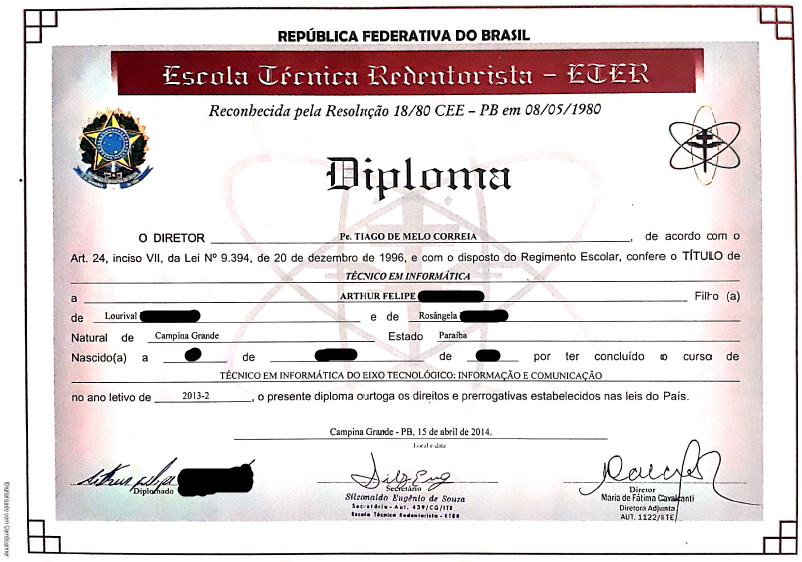 REPÚBLICA FEDERATIVA DO BRASIL
Escola Técnica Redentorista – ETER
Reconhecida pela Resolução 18/80 CEE – PB em 08/05/1980
Diploma
O DIRETOR Pe. TIAGO DE MELO CORREIA, de acordo com o
Art. 24, inciso VII, da Lei Nº 9.394, de 20 de dezembro de 1996, e com o disposto do Regimento Escolar, confere o TÍTULO de
TÉCNICO EM INFORMÁTICA
a ARTHUR FELIPE Filho (a)
de Lourival e de Rosângela
Natural de Campina Grande Estado Paraíba
Nascido(a) a de de por ter concluído o curso de
TÉCNICO EM INFORMÁTICA DO EIXO TECNOLÓGICO: INFORMAÇÃO E COMUNICAÇÃO
no ano letivo de 2013-2, o presente diploma ourtoga os direitos e prerrogativas estabelecidos nas leis do País.
Campina Grande - PB, 15 de abril de 2014.
Local e data
Arthur felipe
Diplomado
Secretário
Silzonaldo Eugênio de Souza
Secretário - Aut. 439/CG/ITE
Escola Técnica Redentorista - ETER
Diretor
Maria de Fátima Cavalcanti
Diretora Adjunta
AUT. 1122/ITE
Digitalizado com CamScanner